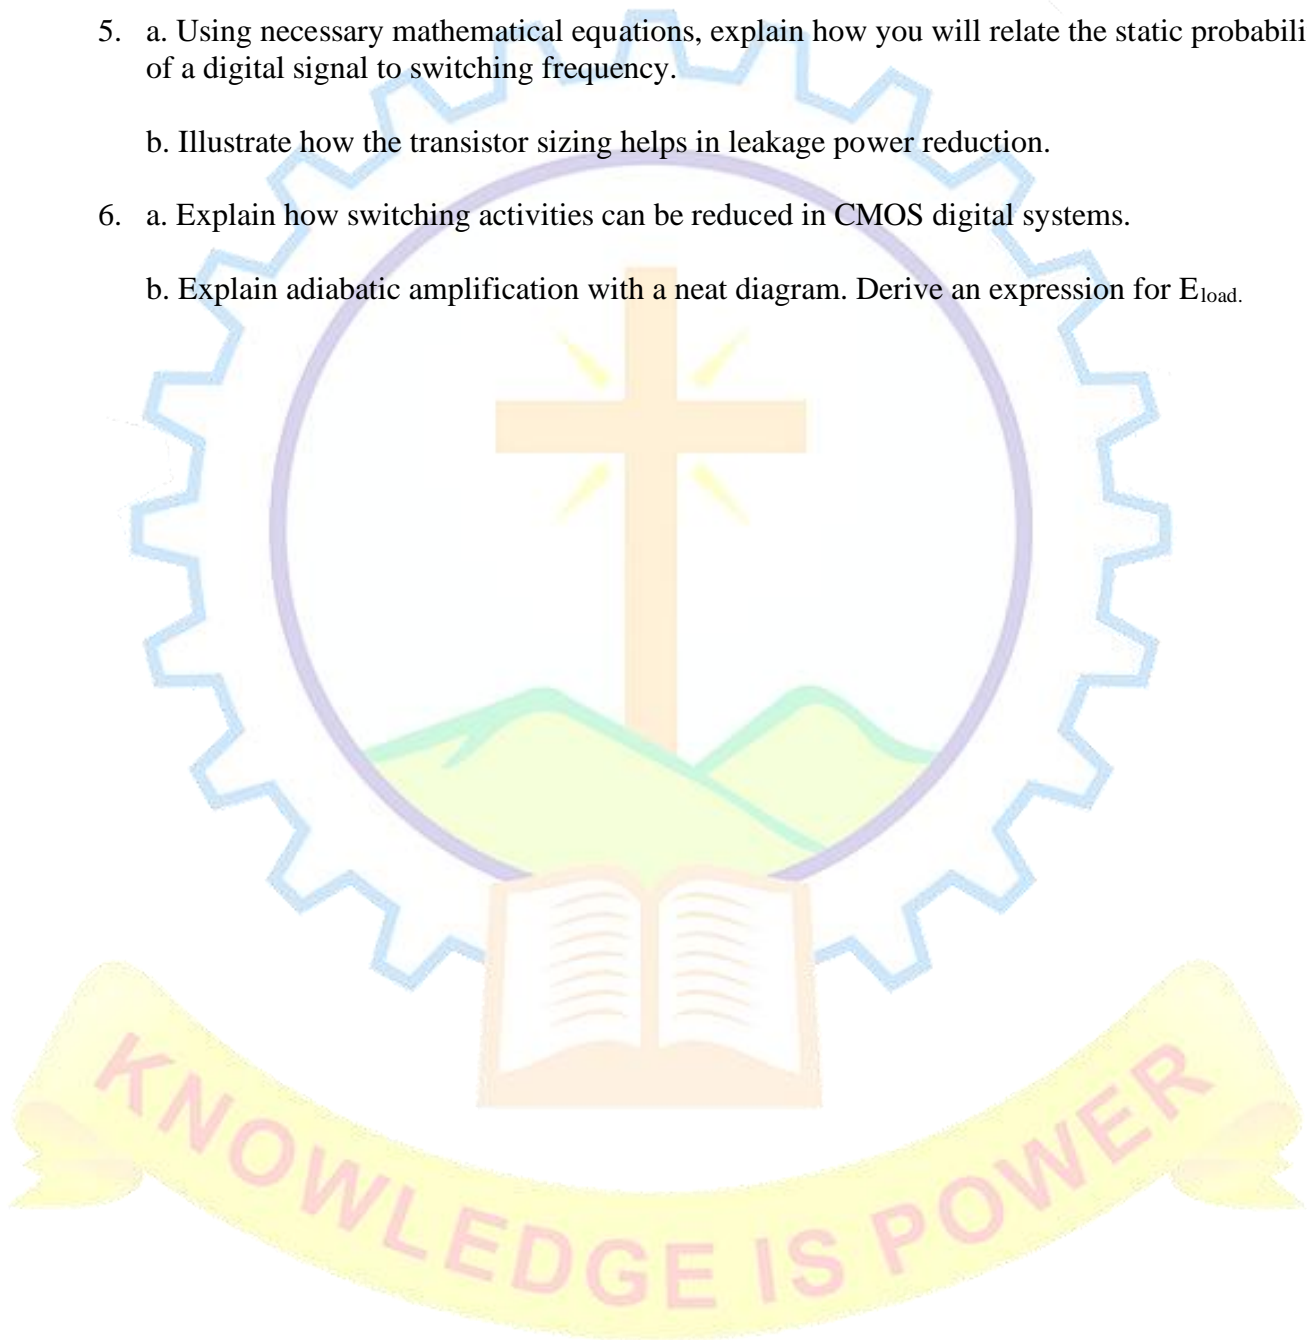 5. a. Using necessary mathematical equations, explain how you will relate the static probabili
of a digital signal to switching frequency.
b. Illustrate how the transistor sizing helps in leakage power reduction.
6. a. Explain how switching activities can be reduced in CMOS digital systems.
b. Explain adiabatic amplification with a neat diagram. Derive an expression for Eload.
KNOWLEDGE IS POWER